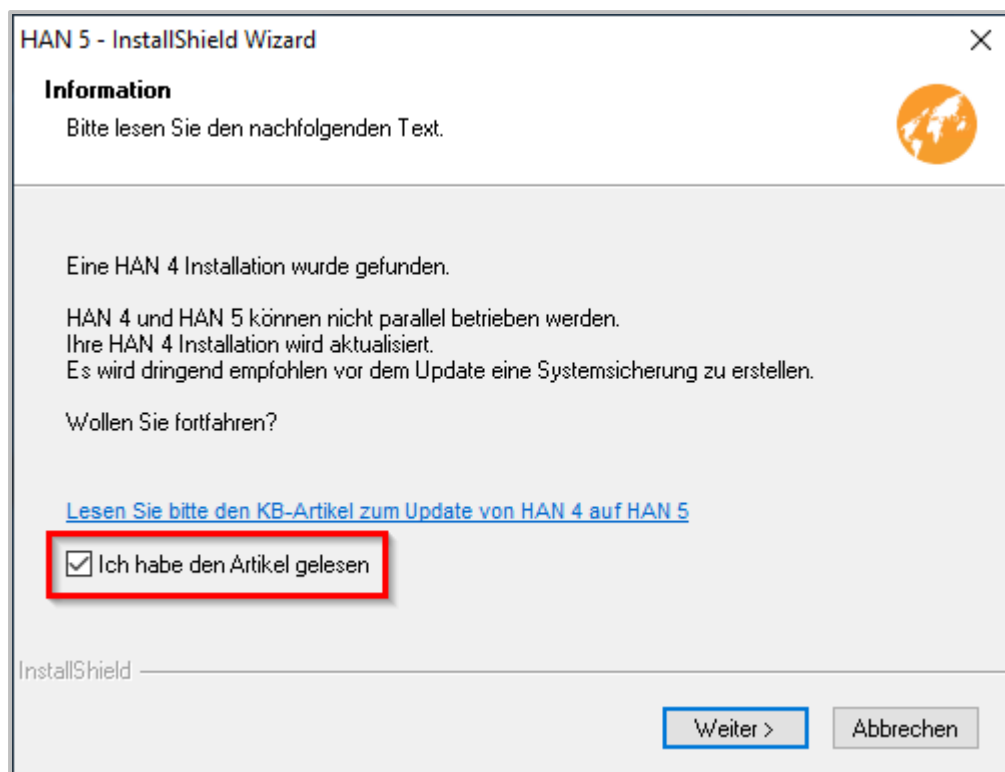 HAN 5 - InstallShield Wizard
Information
Bitte lesen Sie den nachfolgenden Text.
Eine HAN 4 Installation wurde gefunden.
HAN 4 und HAN 5 können nicht parallel betrieben werden.
Ihre HAN 4 Installation wird aktualisiert.
Es wird dringend empfohlen vor dem Update eine Systemsicherung zu erstellen.
Wollen Sie fortfahren?
Lesen Sie bitte den KB-Artikel zum Update von HAN 4 auf HAN 5
Ich habe den Artikel gelesen
InstallShield
Weiter > Abbrechen